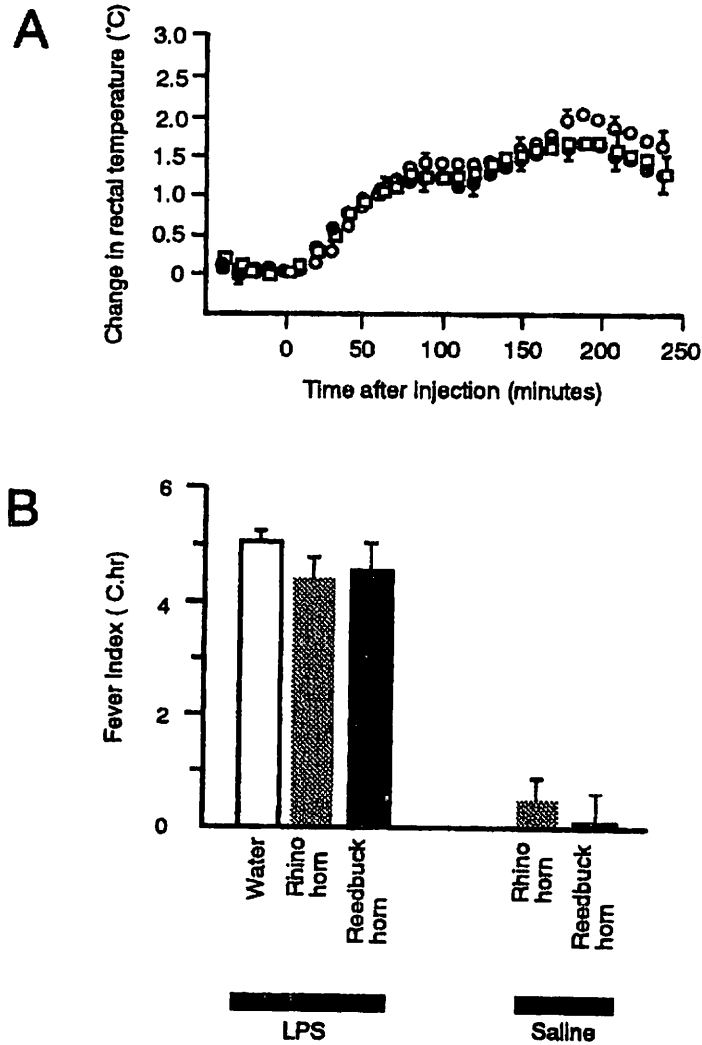 A
Change in rectal temperature (°C)
3.0
2.5
2.0
1.5
1.0
0.5
0
0 50 100 150 200 250
Time after injection (minutes)
B
Fever Index ( C.hr)
6
4
2
0
Water
Rhino
horn
Reedbuck
horn
Rhino
horn
Reedbuck
horn
LPS
Saline